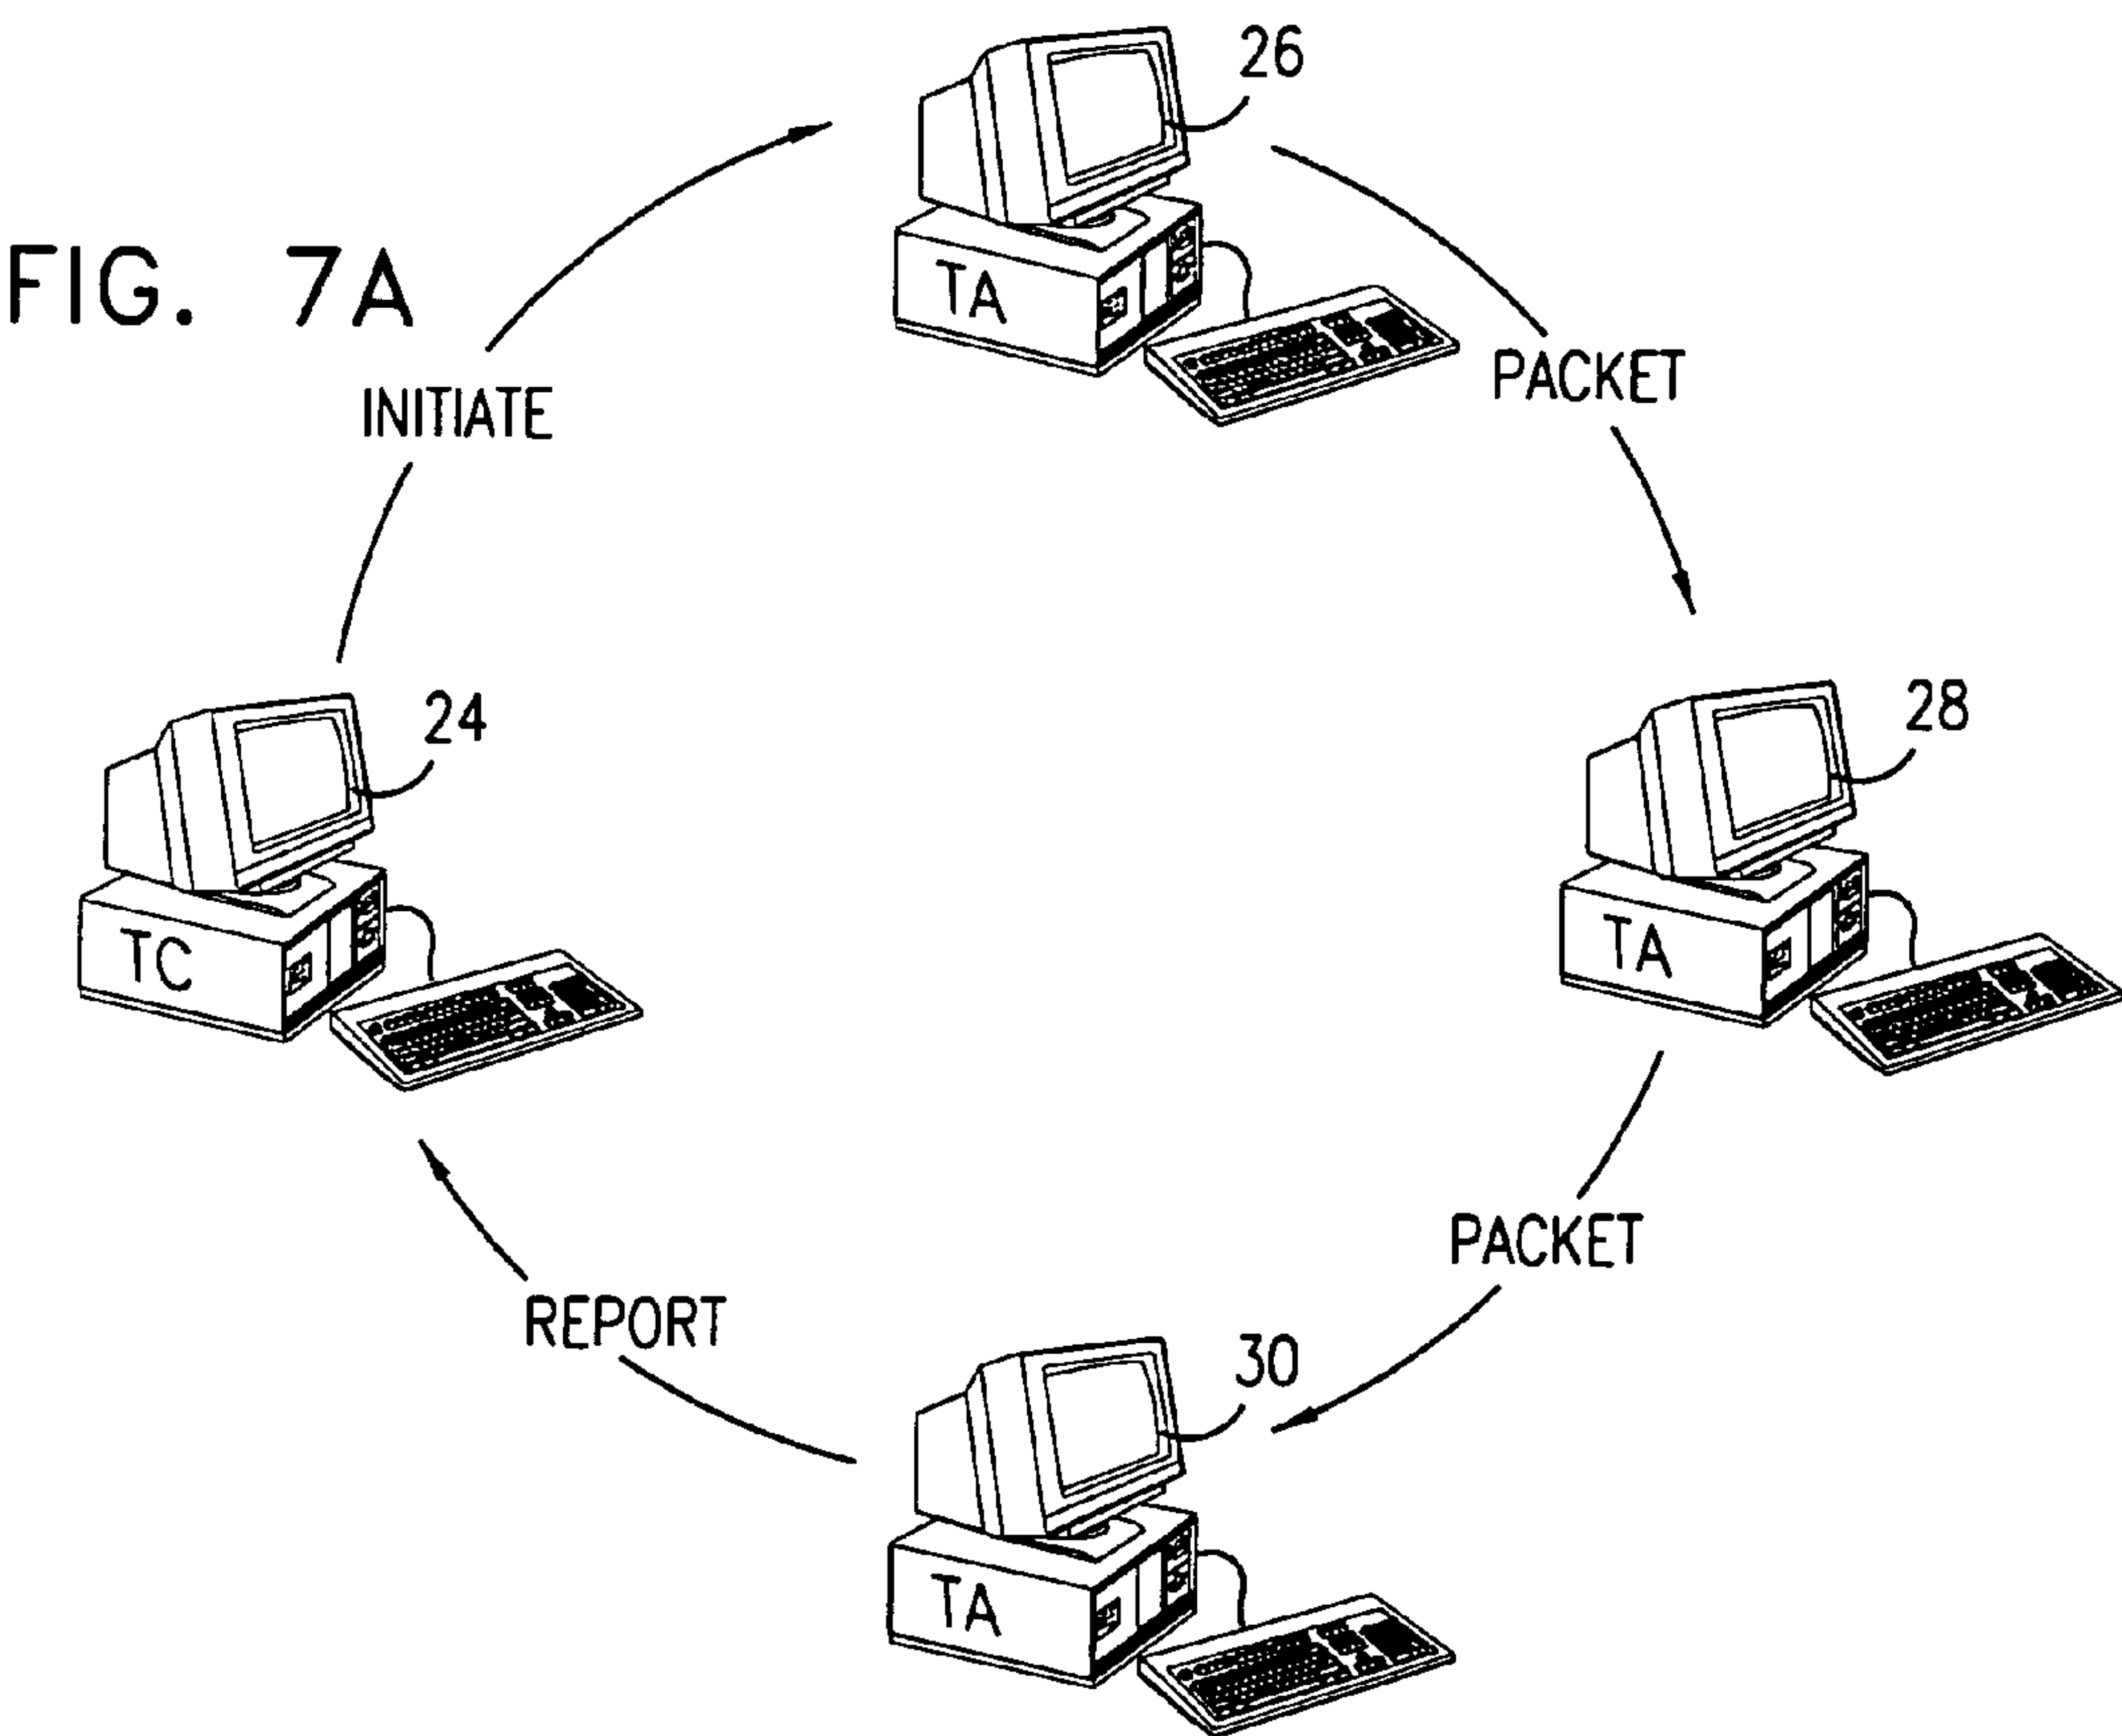 26
FIG. 7A
TA
INITIATE
PACKET
24
28
TC
TA
PACKET
REPORT
30
TA